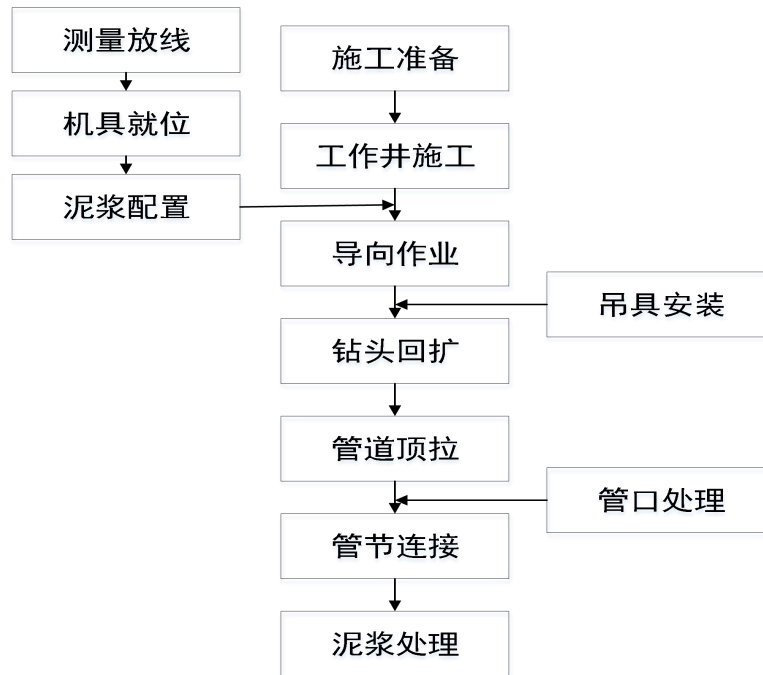 测量放线
施工准备
机具就位
工作井施工
泥浆配置
导向作业
吊具安装
钻头回扩
管道顶拉
管口处理
管节连接
泥浆处理